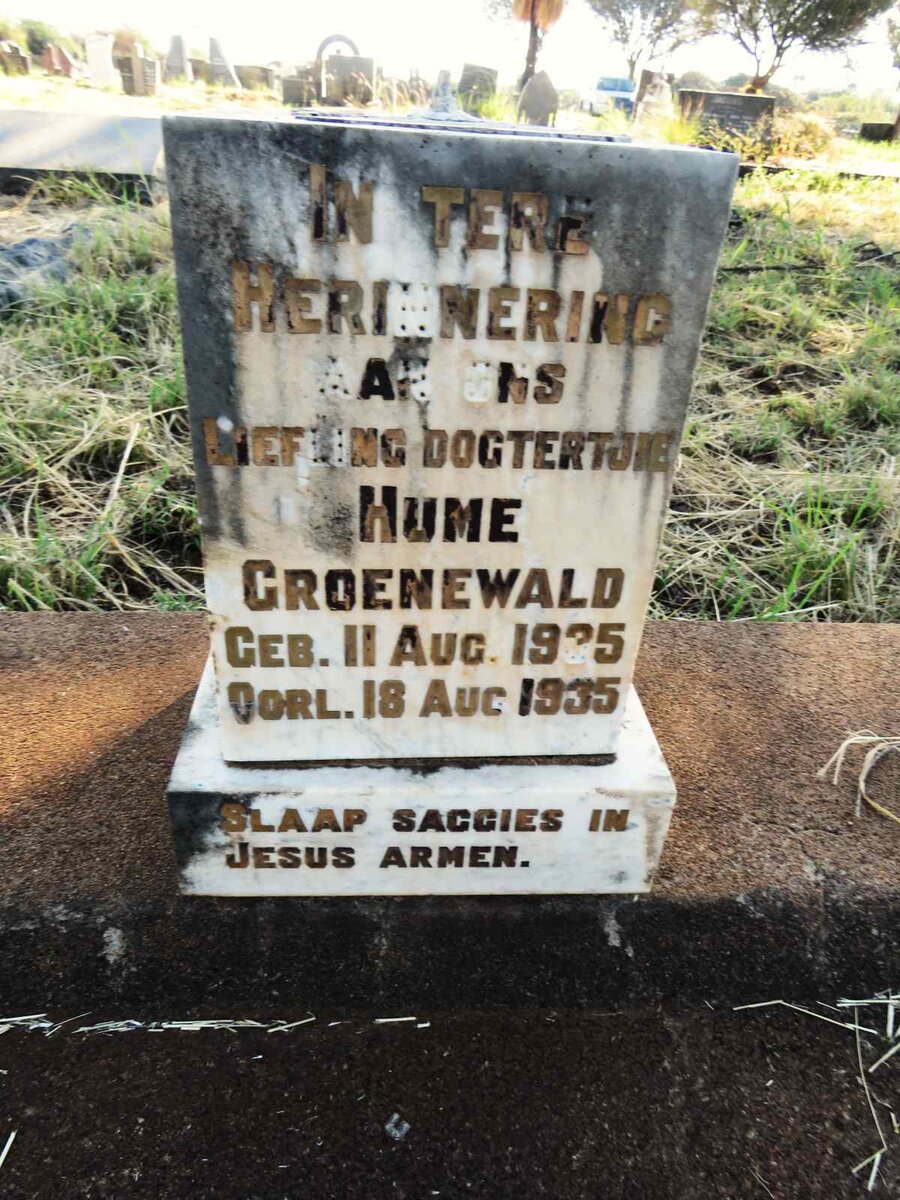 IN TERE
HERINNERING
AAN ONS
LIEFLING DOGTERTJIE
HUME
GROENEWALD
GEB. 11 AUG. 1935
OORL. 18 AUG 1935
SLAAP SAGGIES IN
JESUS ARMEN.